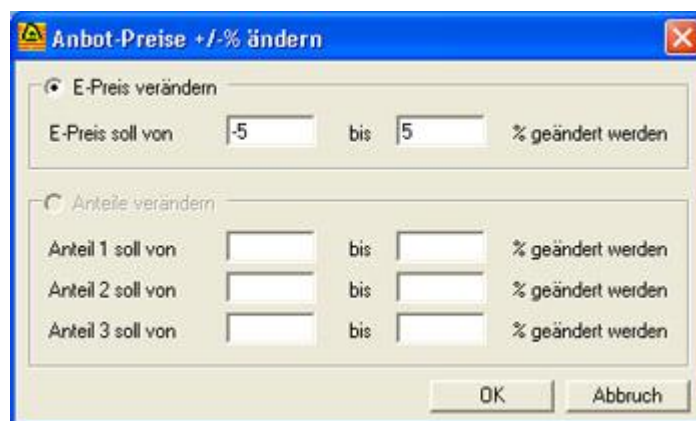 Anbot-Preise +/-% ändern
E-Preis verändern
E-Preis soll von -5 bis 5 % geändert werden
Anteile verändern
Anteil 1 soll von bis % geändert werden
Anteil 2 soll von bis % geändert werden
Anteil 3 soll von bis % geändert werden
OK Abbruch